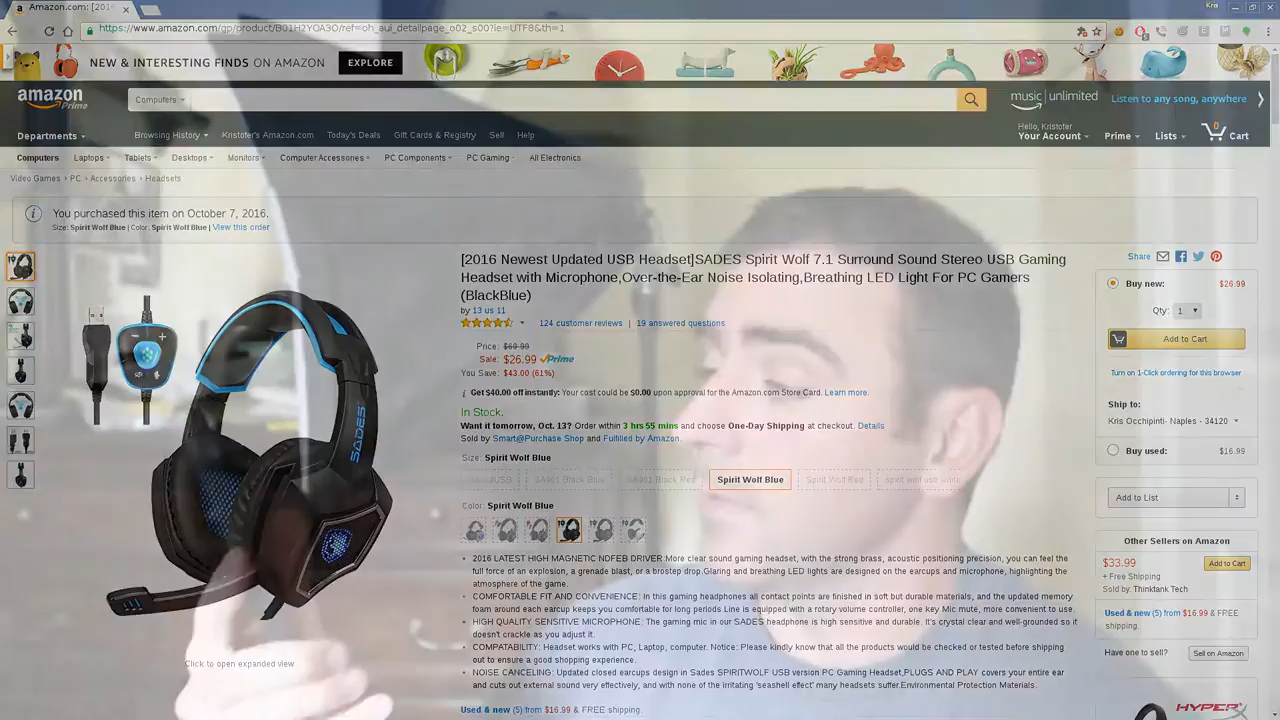 Amazon.com: [2016
Kris
https://www.amazon.com/gp/product/B01H2YOA3O/ref=oh_aui_detailpage_o02_s00?ie=UTF8&th=1
NEW & INTERESTING FINDS ON AMAZON EXPLORE
amazon Prime
Computers
music unlimited Listen to any song, anywhere
Departments Browsing History Kristofer's Amazon.com Today's Deals Gift Cards & Registry Sell Help
Hello, Kristofer
Your Account Prime Lists 0 Cart
Computers Laptops Tablets Desktops Monitors Computer Accessories PC Components PC Gaming All Electronics
Video Games › PC › Accessories › Headsets
You purchased this item on October 7, 2016.
Size: Spirit Wolf Blue | Color: Spirit Wolf Blue | View this order
[2016 Newest Updated USB Headset]SADES Spirit Wolf 7.1 Surround Sound Stereo USB Gaming
Headset with Microphone,Over-the-Ear Noise Isolating,Breathing LED Light For PC Gamers
(BlackBlue)
by 13 us 11
124 customer reviews | 19 answered questions
Price: $69.99
Sale: $26.99 Prime
You Save: $43.00 (61%)
Get $40.00 off instantly: Your cost could be $0.00 upon approval for the Amazon.com Store Card. Learn more.
In Stock.
Want it tomorrow, Oct. 13? Order within 3 hrs 55 mins and choose One-Day Shipping at checkout. Details
Sold by Smart@Purchase Shop and Fulfilled by Amazon.
Size: Spirit Wolf Blue
SA901 Black Blue SA901 Black Red Spirit Wolf Blue Spirit Wolf Red spirit wolf usb white
Color: Spirit Wolf Blue
2016 LATEST HIGH MAGNETIC NDFEB DRIVER:More clear sound gaming headset, with the strong brass, acoustic positioning precision, you can feel the
full force of an explosion, a grenade blast, or a brostep drop.Glaring and breathing LED lights are designed on the earcups and microphone, highlighting the
atmosphere of the game.
COMFORTABLE FIT AND CONVENIENCE: In this gaming headphones all contact points are finished in soft but durable materials, and the updated memory
foam around each earcup keeps you comfortable for long periods Line is equipped with a rotary volume controller, one key Mic mute, more convenient to use.
HIGH QUALITY SENSITIVE MICROPHONE: The gaming mic in our SADES headphone is high sensitive and durable. It's crystal clear and well-grounded so it
doesn't crackle as you adjust it.
COMPATABILITY: Headset works with PC, Laptop, computer. Notice: Please kindly know that all the products would be checked or tested before shipping
out to ensure a good shopping experience.
NOISE CANCELING: Updated closed earcups design in Sades SPIRITWOLF USB version PC Gaming Headset,PLUGS AND PLAY covers your entire ear
and cuts out external sound very effectively, and with none of the irritating 'seashell effect' many headsets suffer.Environmental Protection Materials.
Used & new (5) from $16.99 & FREE shipping.
SADES
Click to open expanded view
Share
Buy new: $26.99
Qty: 1
Add to Cart
Turn on 1-Click ordering for this browser
Ship to:
Kris Occhipinti- Naples - 34120
Buy used: $16.99
Add to List
Other Sellers on Amazon
$33.99 Add to Cart
+ Free Shipping
Sold by: Thinktank Tech
Used & new (5) from $16.99 & FREE
shipping.
Have one to sell? Sell on Amazon
HYPERX